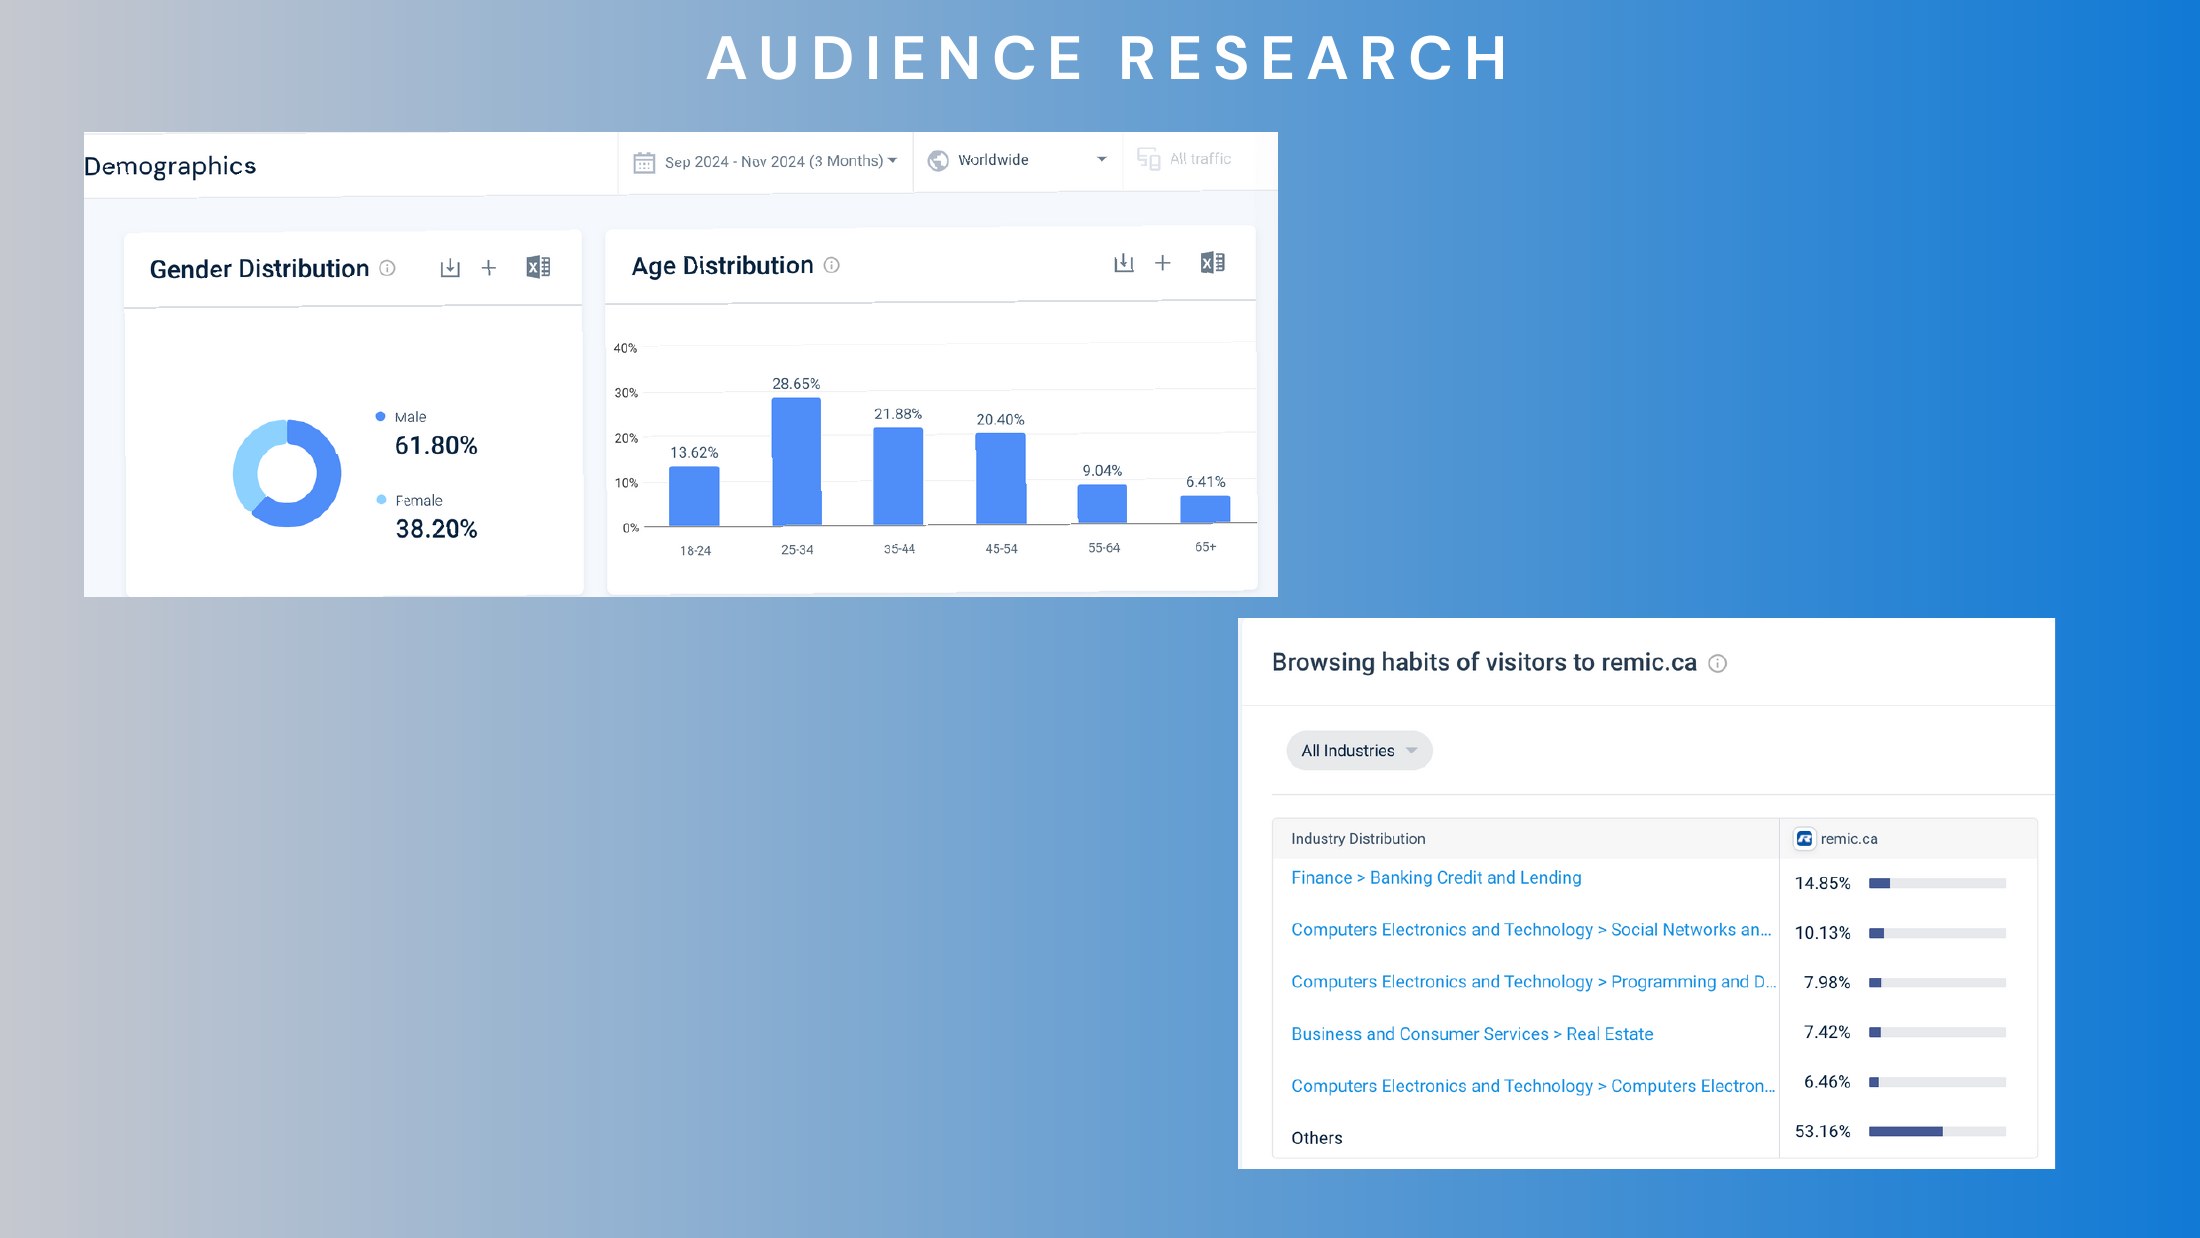 AUDIENCE RESEARCH
Demographics
Sep 2024 - Nov 2024 (3 Months)
Worldwide
All traffic
Gender Distribution
Male
61.80%
Female
38.20%
Age Distribution
40%
30%
20%
10%
0%
13.62%
28.65%
21.88%
20.40%
9.04%
6.41%
18-24
25-34
35-44
45-54
55-64
65+
Browsing habits of visitors to remic.ca
All Industries
Industry Distribution remic.ca
Finance > Banking Credit and Lending 14.85%
Computers Electronics and Technology > Social Networks an... 10.13%
Computers Electronics and Technology > Programming and D... 7.98%
Business and Consumer Services > Real Estate 7.42%
Computers Electronics and Technology > Computers Electron... 6.46%
Others 53.16%